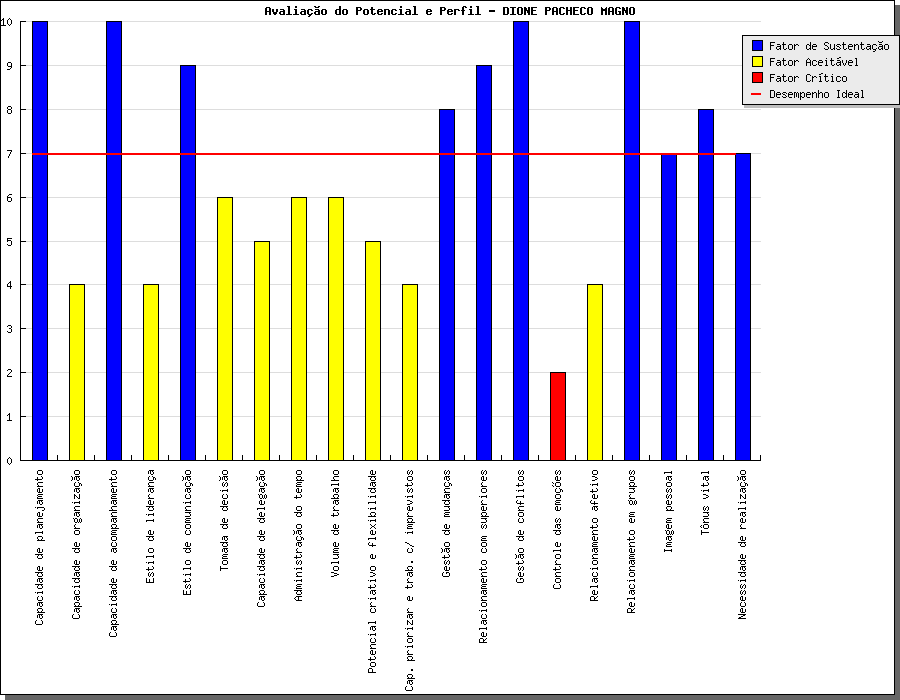 Avaliação do Potencial e Perfil - DIONE PACHECO MAGNO
Fator de Sustentação
Fator Aceitável
Fator Crítico
Desempenho Ideal
10
9
8
7
6
5
4
3
2
1
0
Capacidade de planejamento
Capacidade de organização
Capacidade de acompanhamento
Estilo de liderança
Estilo de comunicação
Tomada de decisão
Capacidade de delegação
Administração do tempo
Volume de trabalho
Potencial criativo e flexibilidade
Cap. priorizar e trab. c/ imprevistos
Gestão de mudanças
Relacionamento com superiores
Gestão de conflitos
Controle das emoções
Relacionamento afetivo
Relacionamento em grupos
Imagem pessoal
Tônus vital
Necessidade de realização